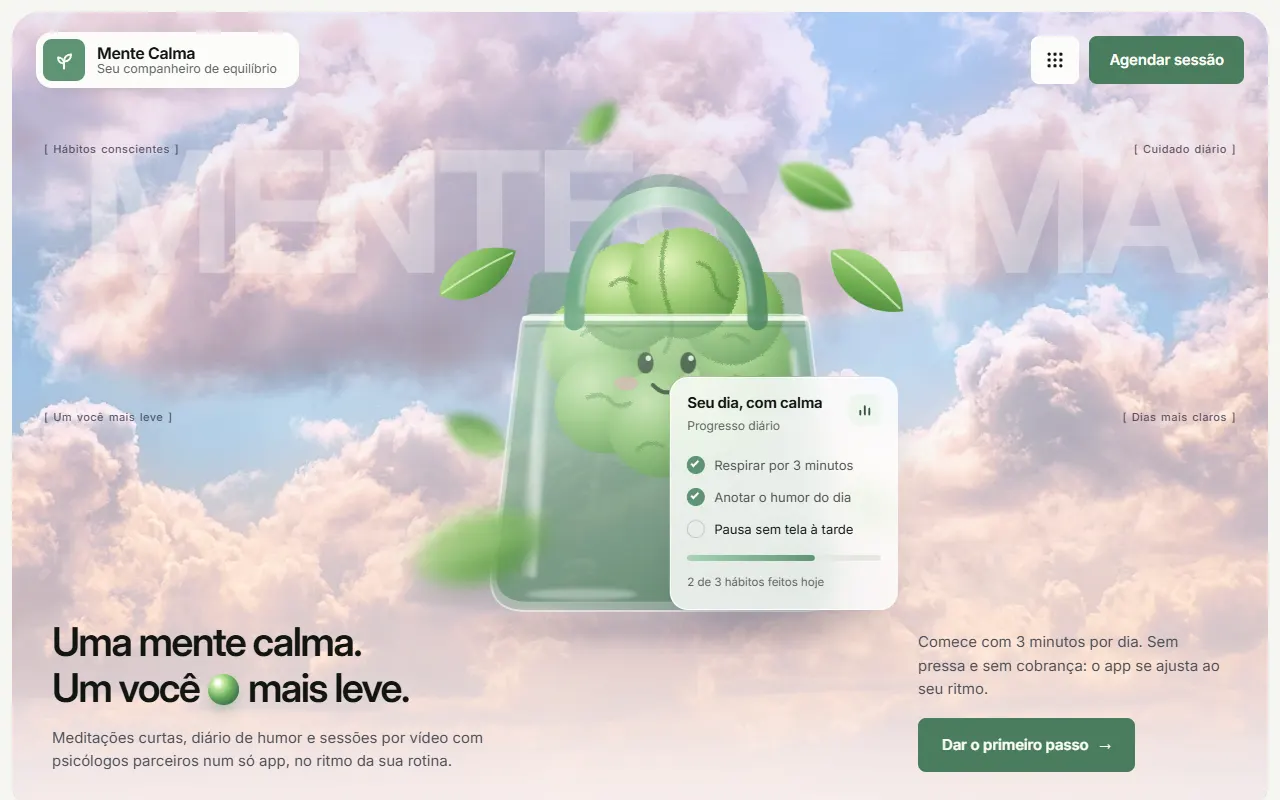 Mente Calma
Seu companheiro de equilíbrio
Agendar sessão
[ Hábitos conscientes ]
[ Cuidado diário ]
MENTE CALMA
[ Um você mais leve ]
[ Dias mais claros ]
Seu dia, com calma
Progresso diário
Respirar por 3 minutos
Anotar o humor do dia
Pausa sem tela à tarde
2 de 3 hábitos feitos hoje
Uma mente calma.
Um você mais leve.
Meditações curtas, diário de humor e sessões por vídeo com
psicólogos parceiros num só app, no ritmo da sua rotina.
Comece com 3 minutos por dia. Sem
pressa e sem cobrança: o app se ajusta ao
seu ritmo.
Dar o primeiro passo →